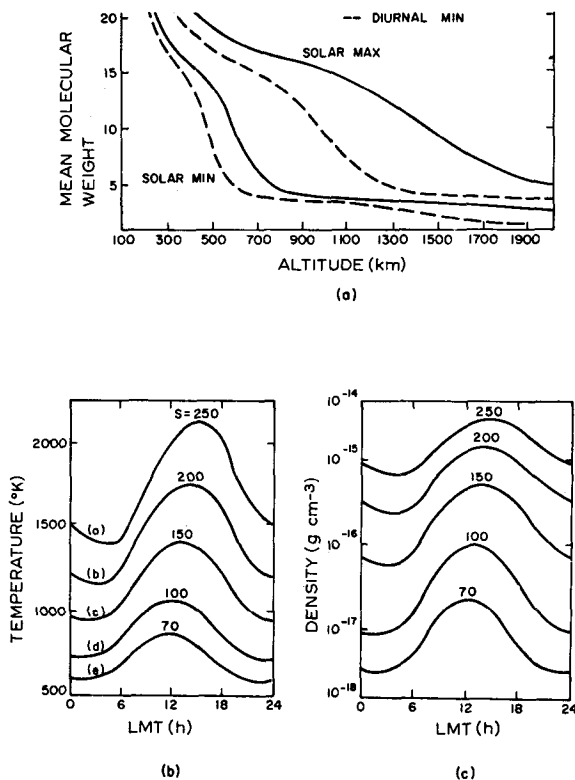 20
15
10
5
MEAN MOLECULAR
WEIGHT
DIURNAL MIN
SOLAR MAX
SOLAR MIN
100 300 500 700 900 1100 1300 1500 1700 1900
ALTITUDE (km)
(a)
2000
1500
1000
500
TEMPERATURE (°K)
S=250
200
150
100
70
(a)
(b)
(c)
(d)
(e)
0 6 12 18 24
LMT (h)
(b)
10-14
10-15
10-16
10-17
10-18
DENSITY (g cm-3)
250
200
150
100
70
0 6 12 18 24
LMT (h)
(c)